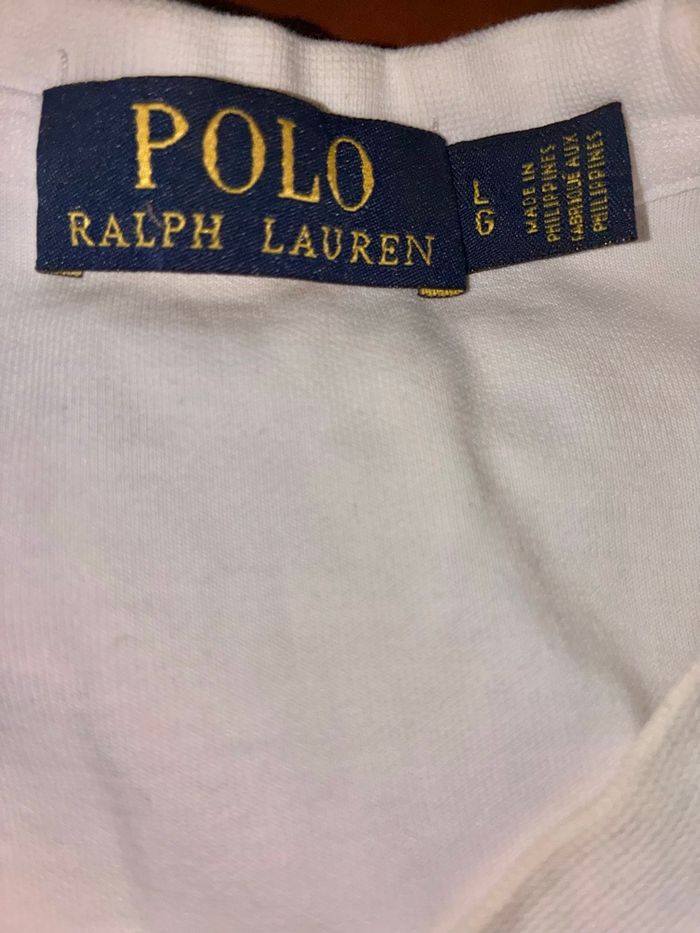 POLO
RALPH LAUREN
L
G
MADE IN
PHILIPPINES
FABRIQUÉ AUX
PHILIPPINES